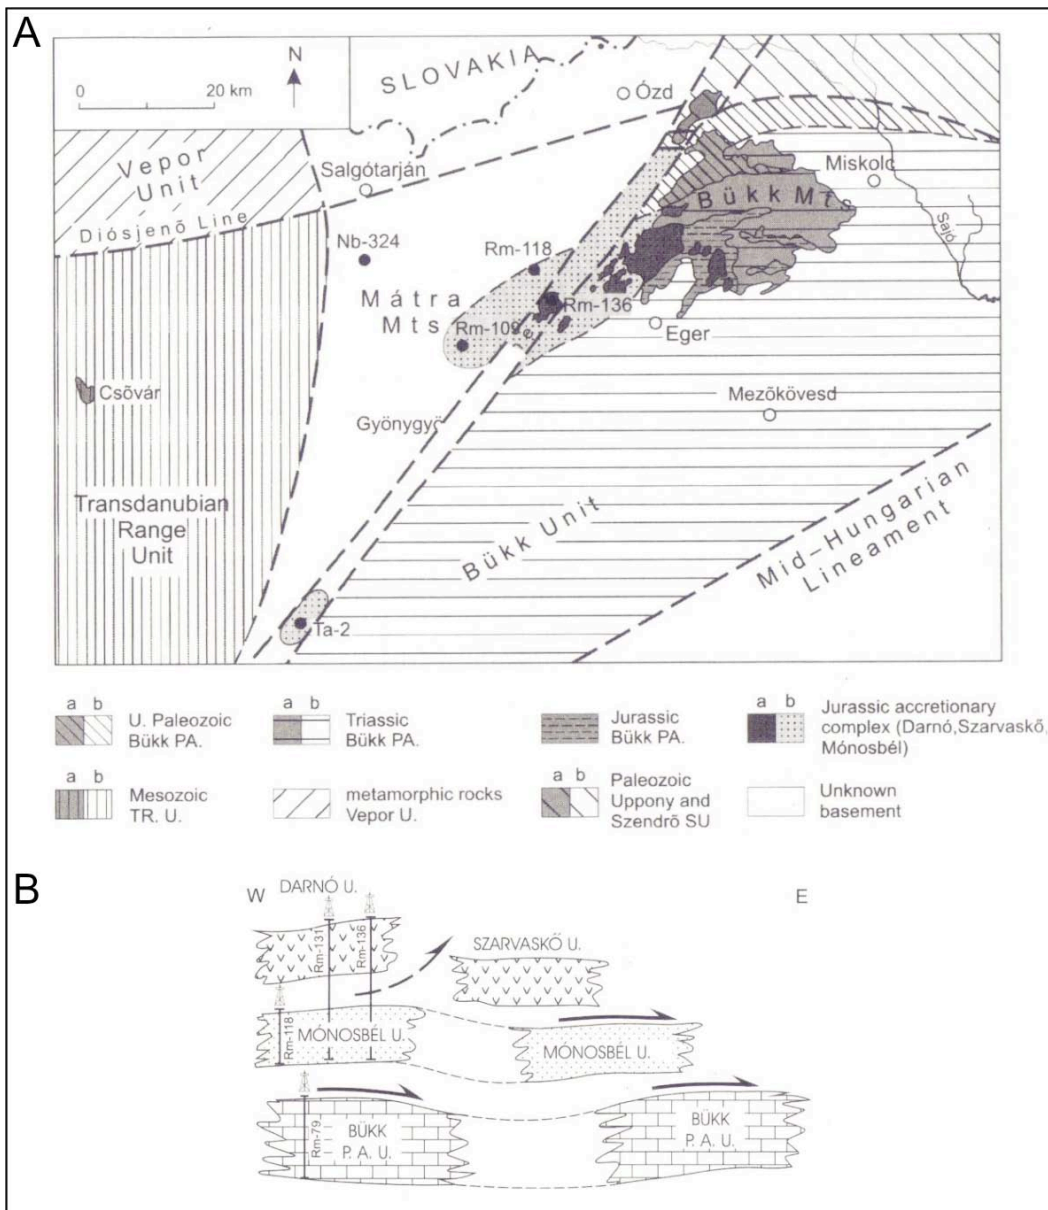 A
N
0 20 km
SLOVAKIA
Ózd
Vepor
Unit
Salgótarján
Miskolc
Diósjenő Line
Bükk Mts
Sajó
Nb-324
Rm-118
Mátra
Mts
Rm-136
Rm-109
Eger
Csővár
Mezőkövesd
Gyöngyö
Transdanubian
Range
Unit
Bükk Unit
Mid-Hungarian
Lineament
Ta-2
a b
U. Paleozoic
Bükk PA.
a b
Triassic
Bükk PA.
Jurassic
Bükk PA.
a b
Jurassic accretionary
complex (Darnó,Szarvaskő,
Mónosbél)
a b
Mesozoic
TR. U.
metamorphic rocks
Vepor U.
a b
Paleozoic
Uppony and
Szendrő SU
Unknown
basement
B
W
DARNÓ U.
E
Rm-131
Rm-136
SZARVASKŐ U.
Rm-118
MÓNOSBÉL U.
MÓNOSBÉL U.
Rm-79
BÜKK
P. A. U.
BÜKK
P. A. U.